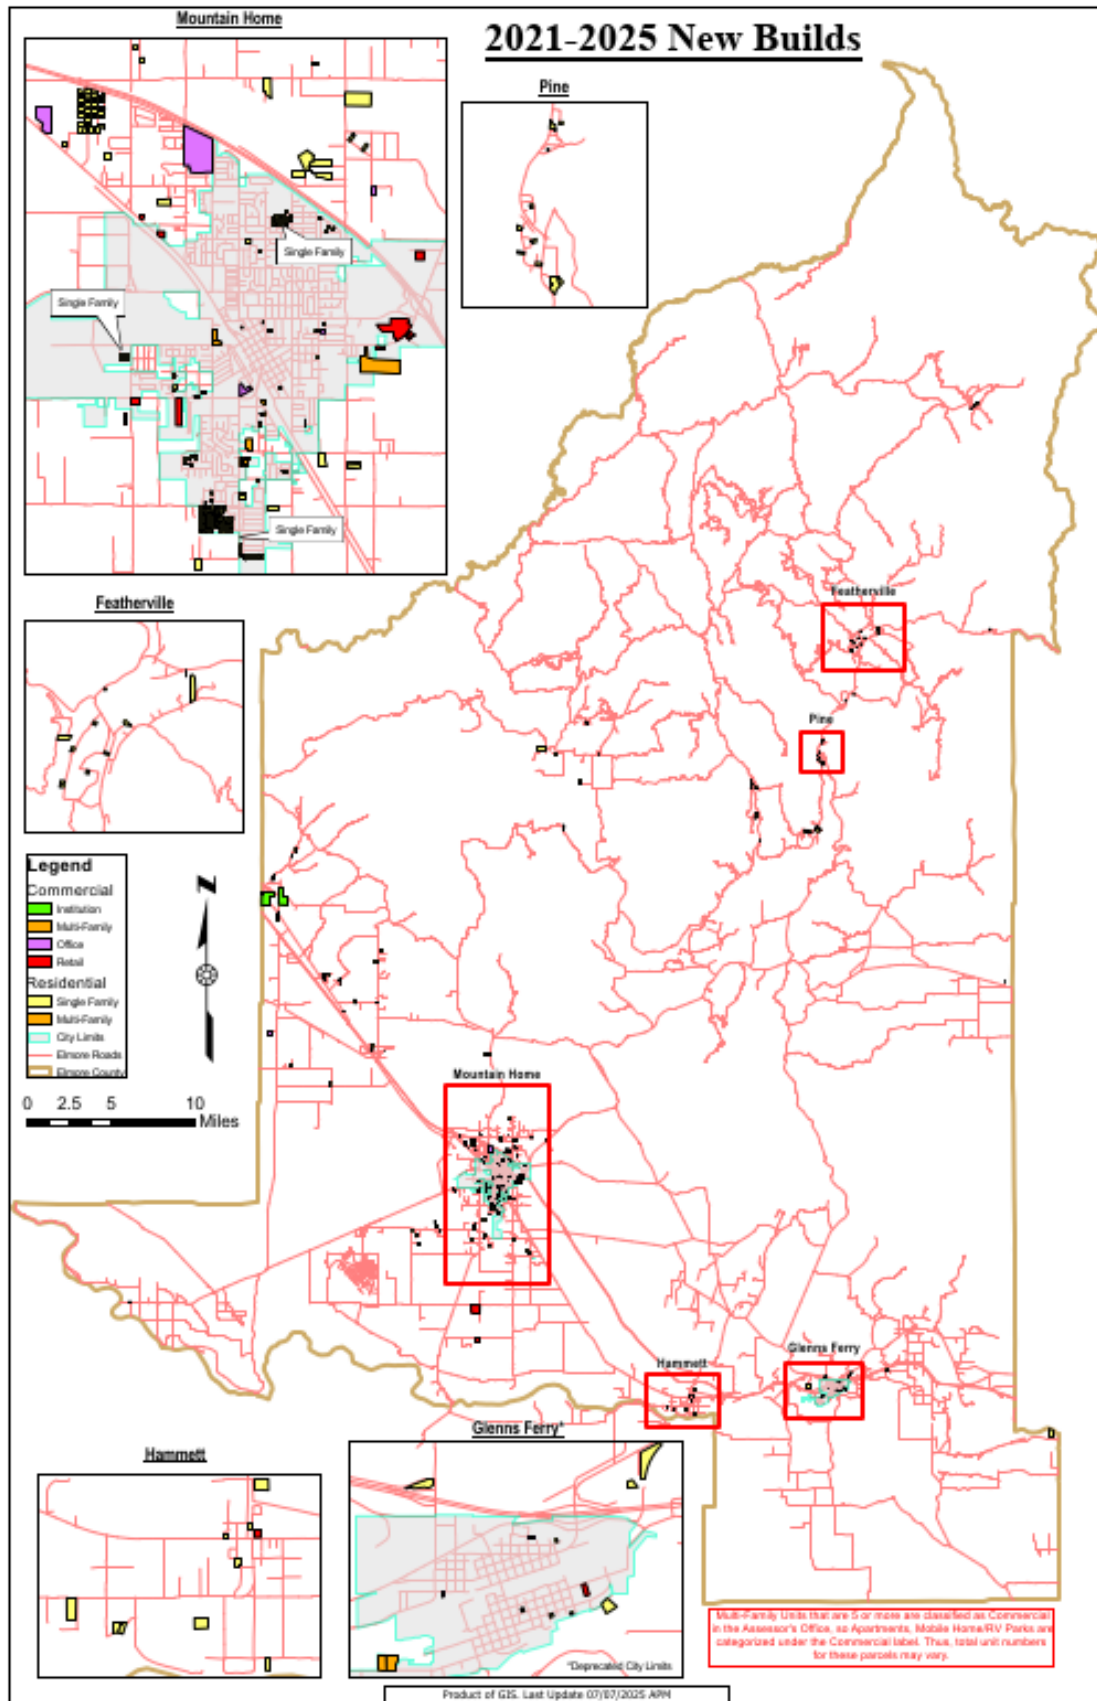 2021-2025 New Builds
Mountain Home
Single Family
Single Family
Single Family
Pine
Featherville
Legend
Commercial
Institution
Multi-Family
Office
Retail
Residential
Single Family
Multi-Family
City Limits
Elmore Roads
Elmore County
N
0 2.5 5 10
Miles
Featherville
Pine
Mountain Home
Hammett
Glenns Ferry
Hammett
Glenns Ferry*
*Deprecated City Limits
Multi-Family Units that are 5 or more are classified as Commercial
in the Assessor's Office, so Apartments, Mobile Home/RV Parks are
categorized under the Commercial label. Thus, total unit numbers
for these parcels may vary.
Product of GIS. Last Update 07/07/2025 APM